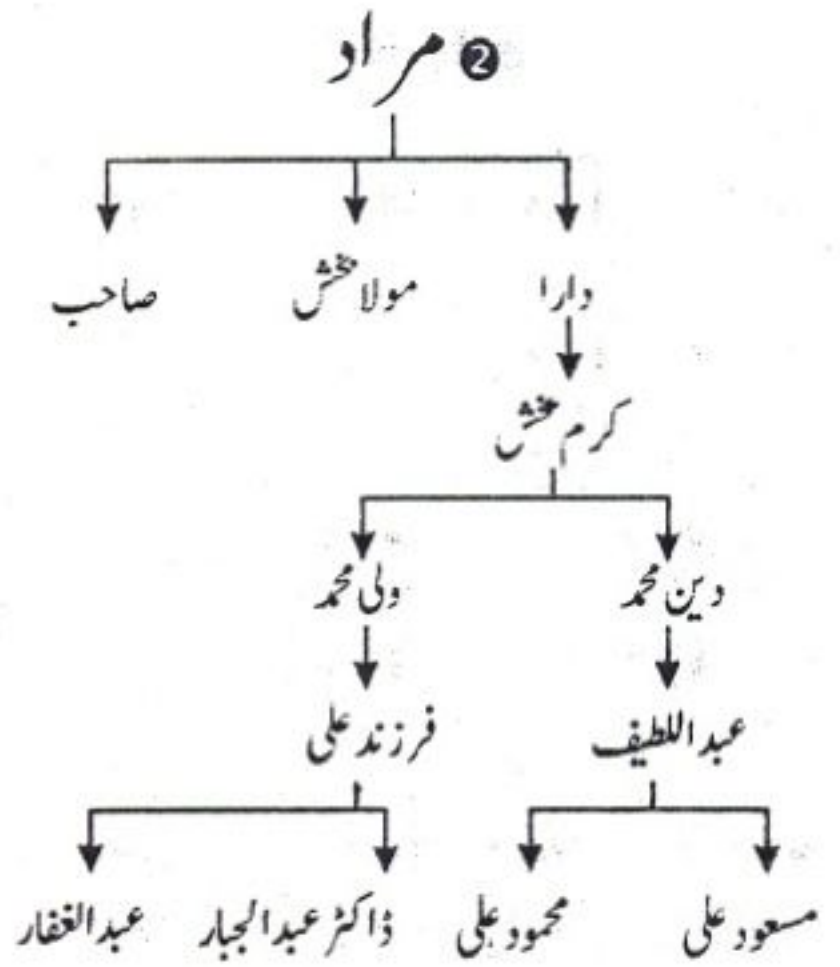 ❷ مراد
دارا مولا بخش صاحب
کرم بخش
دین محمد ولی محمد
عبداللطیف فرزند علی
مسعود علی محمود علی ڈاکٹر عبدالجبار عبدالغفار